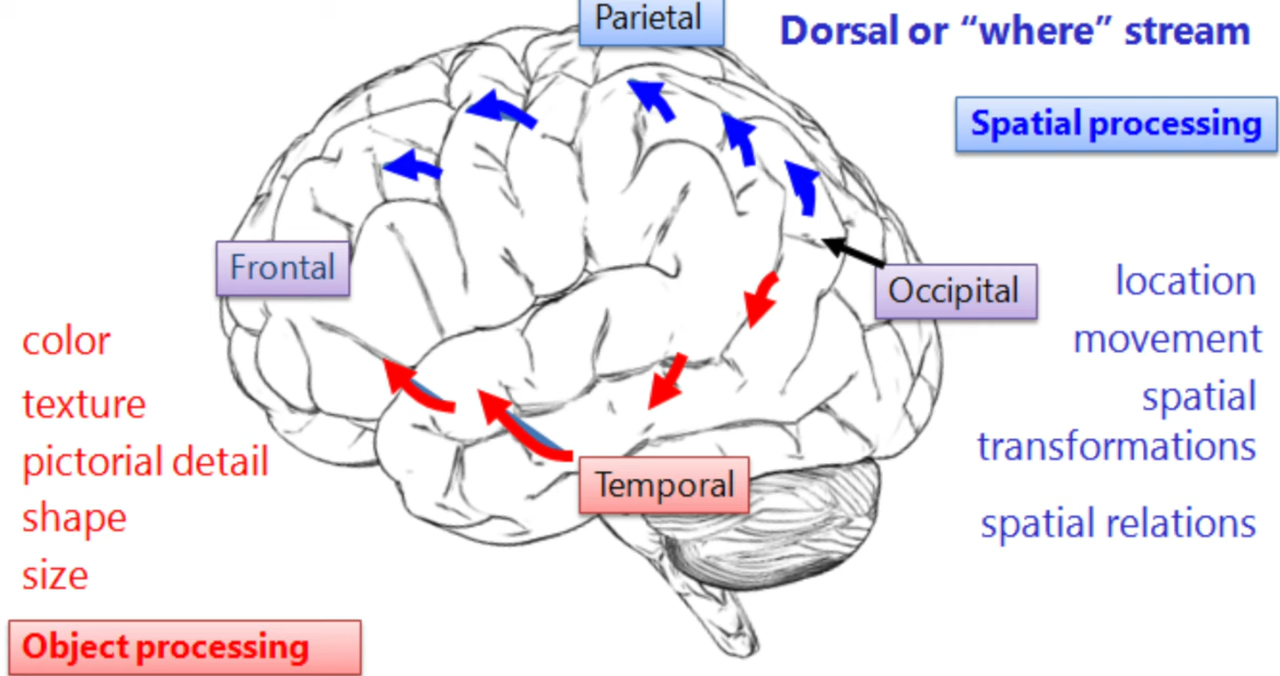 Parietal
Dorsal or “where” stream
Spatial processing
Frontal
Occipital
location
movement
spatial
transformations
spatial relations
color
texture
pictorial detail
shape
size
Temporal
Object processing